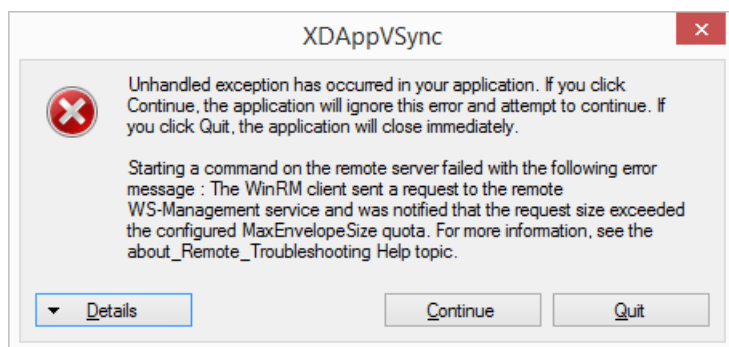 XDAppVSync
Unhandled exception has occurred in your application. If you click
Continue, the application will ignore this error and attempt to continue. If
you click Quit, the application will close immediately.
Starting a command on the remote server failed with the following error
message : The WinRM client sent a request to the remote
WS-Management service and was notified that the request size exceeded
the configured MaxEnvelopeSize quota. For more information, see the
about_Remote_Troubleshooting Help topic.
Details Continue Quit